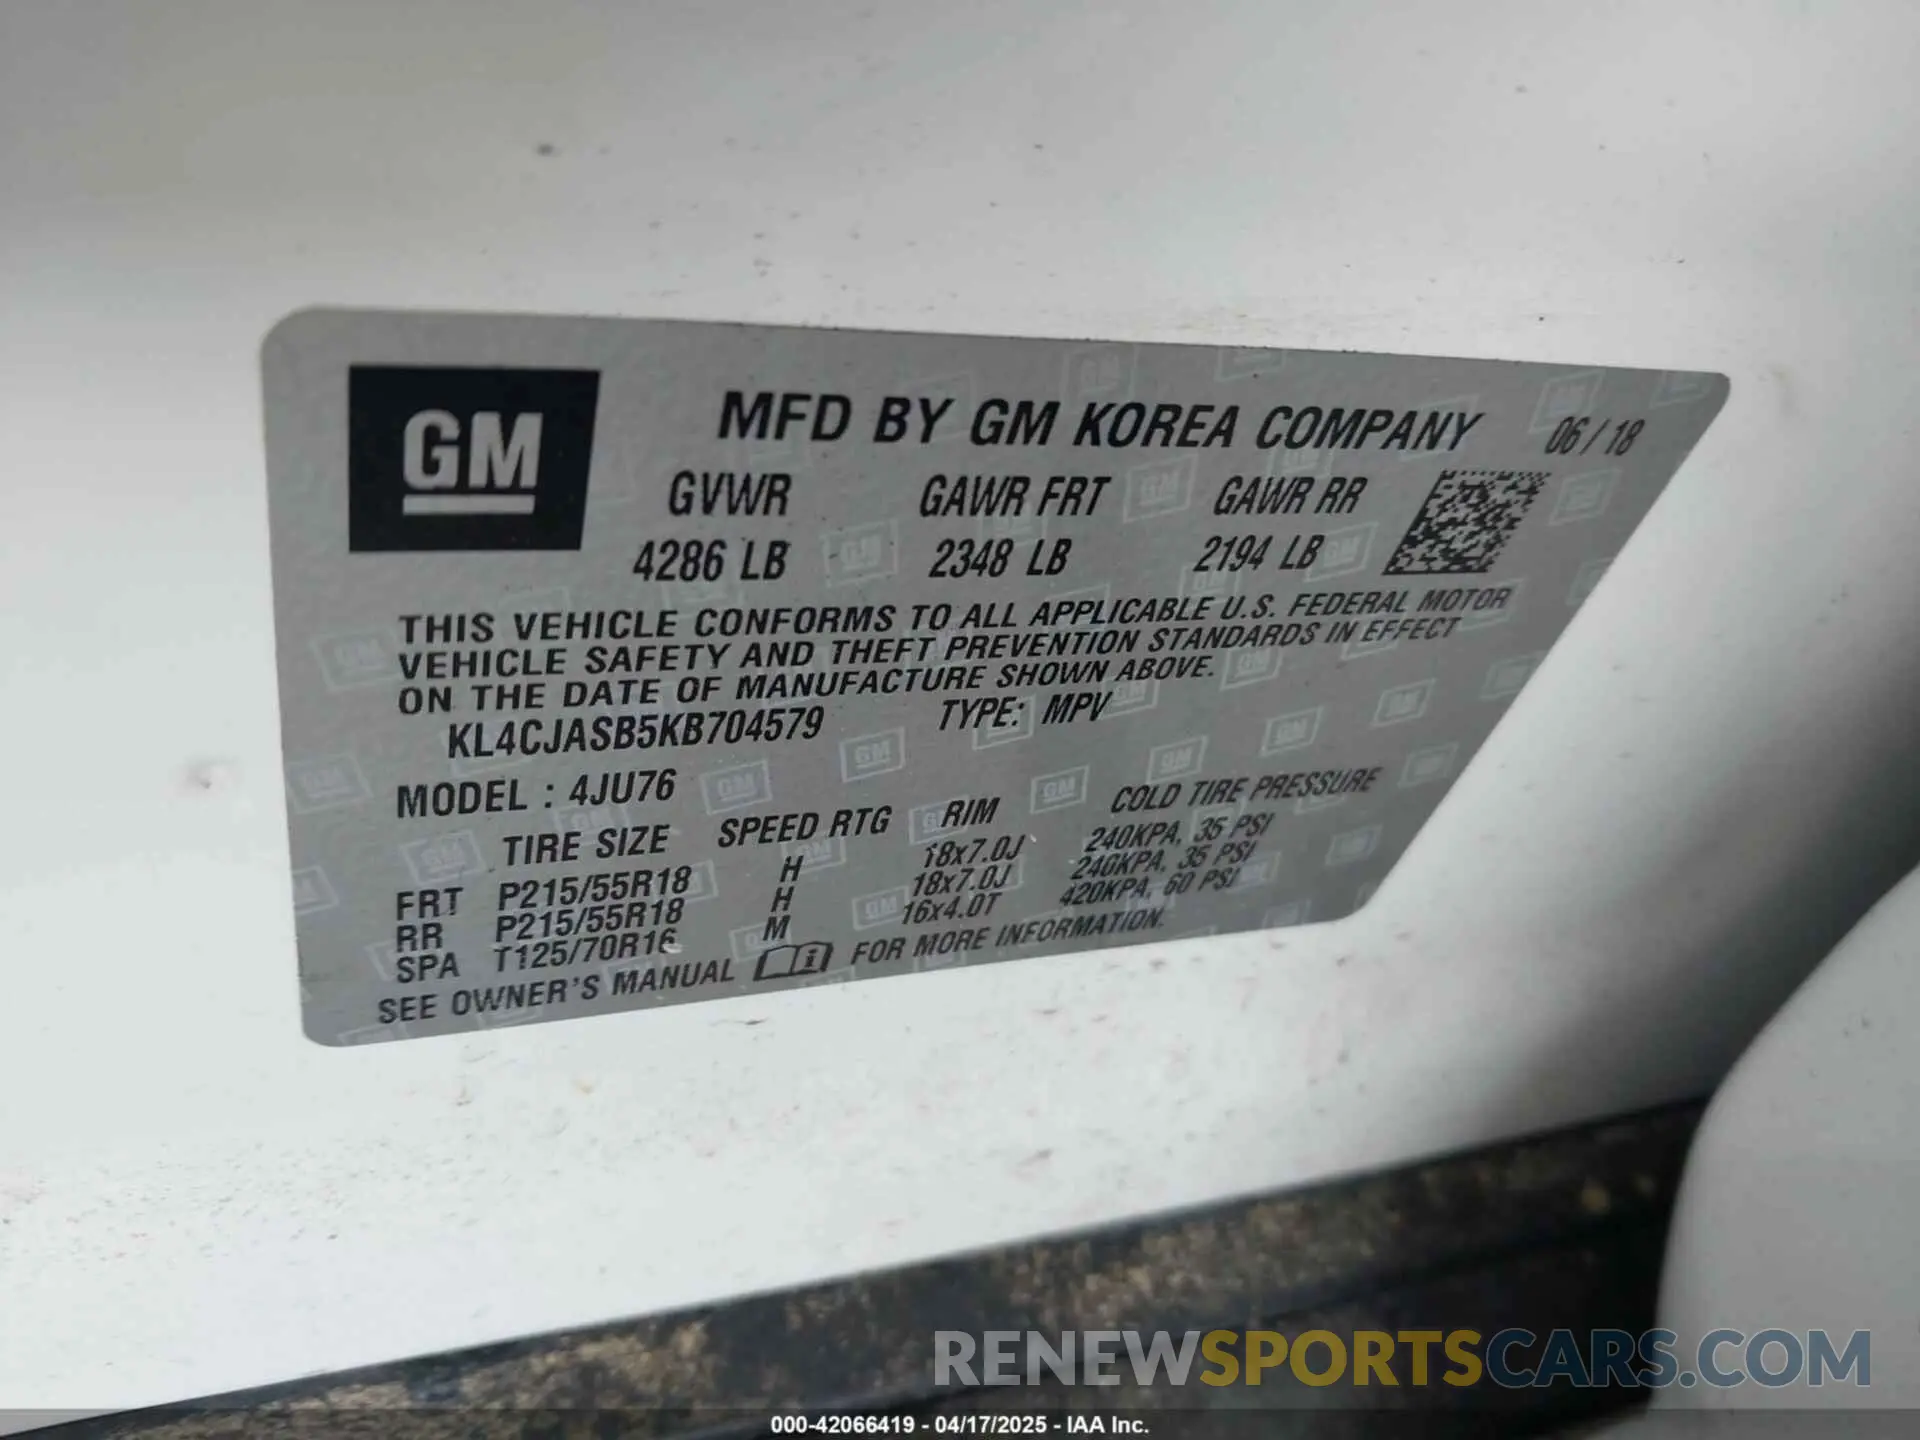 GM
MFD BY GM KOREA COMPANY 06/18
GVWR GAWR FRT GAWR RR
4286 LB 2348 LB 2194 LB
THIS VEHICLE CONFORMS TO ALL APPLICABLE U.S. FEDERAL MOTOR
VEHICLE SAFETY AND THEFT PREVENTION STANDARDS IN EFFECT
ON THE DATE OF MANUFACTURE SHOWN ABOVE.
KL4CJASB5KB704579 TYPE: MPV
MODEL : 4JU76
TIRE SIZE SPEED RTG RIM COLD TIRE PRESSURE
FRT P215/55R18 H 18x7.0J 240KPA, 35 PSI
RR P215/55R18 H 18x7.0J 240KPA, 35 PSI
SPA T125/70R16 M 16x4.0T 420KPA, 60 PSI
SEE OWNER'S MANUAL FOR MORE INFORMATION.
RENEWSPORTSCARS.COM
000-42066419 - 04/17/2025 - IAA Inc.